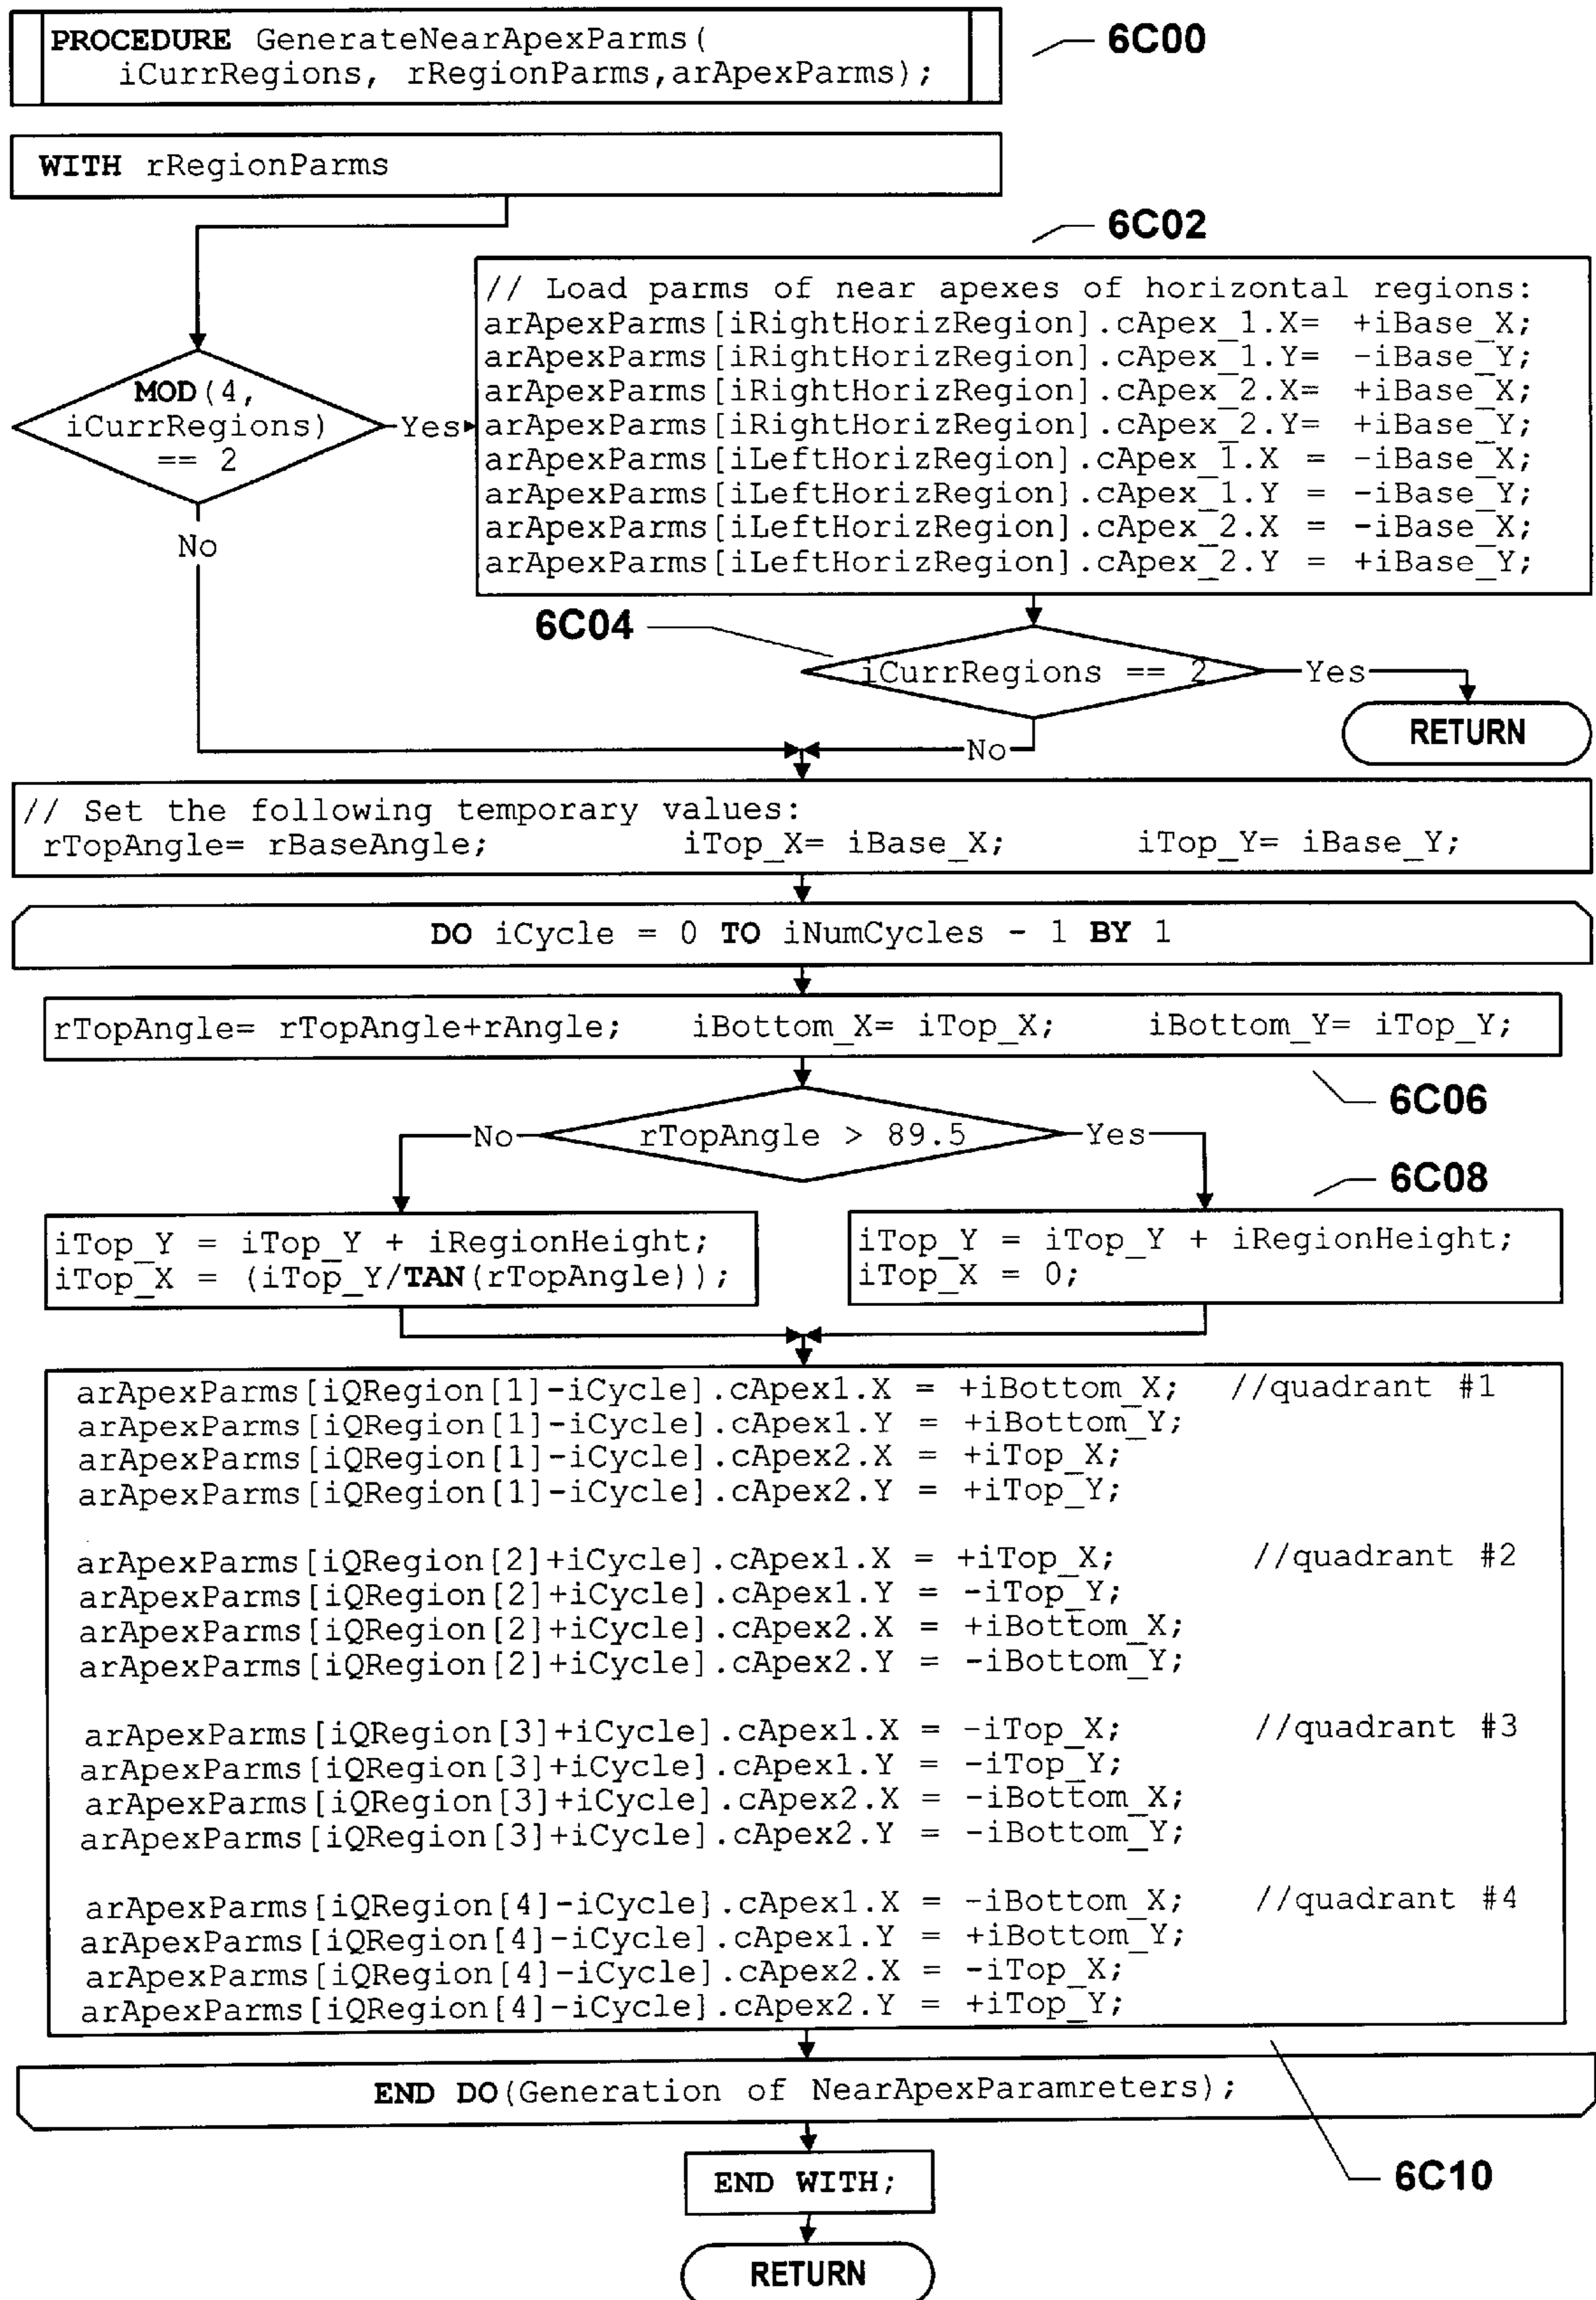 PROCEDURE GenerateNearApexParms(
iCurrRegions, rRegionParms,arApexParms);
6C00
WITH rRegionParms
6C02
// Load parms of near apexes of horizontal regions:
arApexParms[iRightHorizRegion].cApex_1.X= +iBase_X;
arApexParms[iRightHorizRegion].cApex_1.Y= -iBase_Y;
arApexParms[iRightHorizRegion].cApex_2.X= +iBase_X;
arApexParms[iRightHorizRegion].cApex_2.Y= +iBase_Y;
arApexParms[iLeftHorizRegion].cApex_1.X = -iBase_X;
arApexParms[iLeftHorizRegion].cApex_1.Y = -iBase_Y;
arApexParms[iLeftHorizRegion].cApex_2.X = -iBase_X;
arApexParms[iLeftHorizRegion].cApex_2.Y = +iBase_Y;
MOD(4,
iCurrRegions)
== 2
Yes
No
6C04
iCurrRegions == 2
Yes
RETURN
No
// Set the following temporary values:
rTopAngle= rBaseAngle; iTop_X= iBase_X; iTop_Y= iBase_Y;
DO iCycle = 0 TO iNumCycles - 1 BY 1
rTopAngle= rTopAngle+rAngle; iBottom_X= iTop_X; iBottom_Y= iTop_Y;
6C06
No
rTopAngle > 89.5
Yes
6C08
iTop_Y = iTop_Y + iRegionHeight;
iTop_X = (iTop_Y/TAN(rTopAngle));
iTop_Y = iTop_Y + iRegionHeight;
iTop_X = 0;
arApexParms[iQRegion[1]-iCycle].cApex1.X = +iBottom_X; //quadrant #1
arApexParms[iQRegion[1]-iCycle].cApex1.Y = +iBottom_Y;
arApexParms[iQRegion[1]-iCycle].cApex2.X = +iTop_X;
arApexParms[iQRegion[1]-iCycle].cApex2.Y = +iTop_Y;
arApexParms[iQRegion[2]+iCycle].cApex1.X = +iTop_X; //quadrant #2
arApexParms[iQRegion[2]+iCycle].cApex1.Y = -iTop_Y;
arApexParms[iQRegion[2]+iCycle].cApex2.X = +iBottom_X;
arApexParms[iQRegion[2]+iCycle].cApex2.Y = -iBottom_Y;
arApexParms[iQRegion[3]+iCycle].cApex1.X = -iTop_X; //quadrant #3
arApexParms[iQRegion[3]+iCycle].cApex1.Y = -iTop_Y;
arApexParms[iQRegion[3]+iCycle].cApex2.X = -iBottom_X;
arApexParms[iQRegion[3]+iCycle].cApex2.Y = -iBottom_Y;
arApexParms[iQRegion[4]-iCycle].cApex1.X = -iBottom_X; //quadrant #4
arApexParms[iQRegion[4]-iCycle].cApex1.Y = +iBottom_Y;
arApexParms[iQRegion[4]-iCycle].cApex2.X = -iTop_X;
arApexParms[iQRegion[4]-iCycle].cApex2.Y = +iTop_Y;
END DO(Generation of NearApexParamreters);
6C10
END WITH;
RETURN